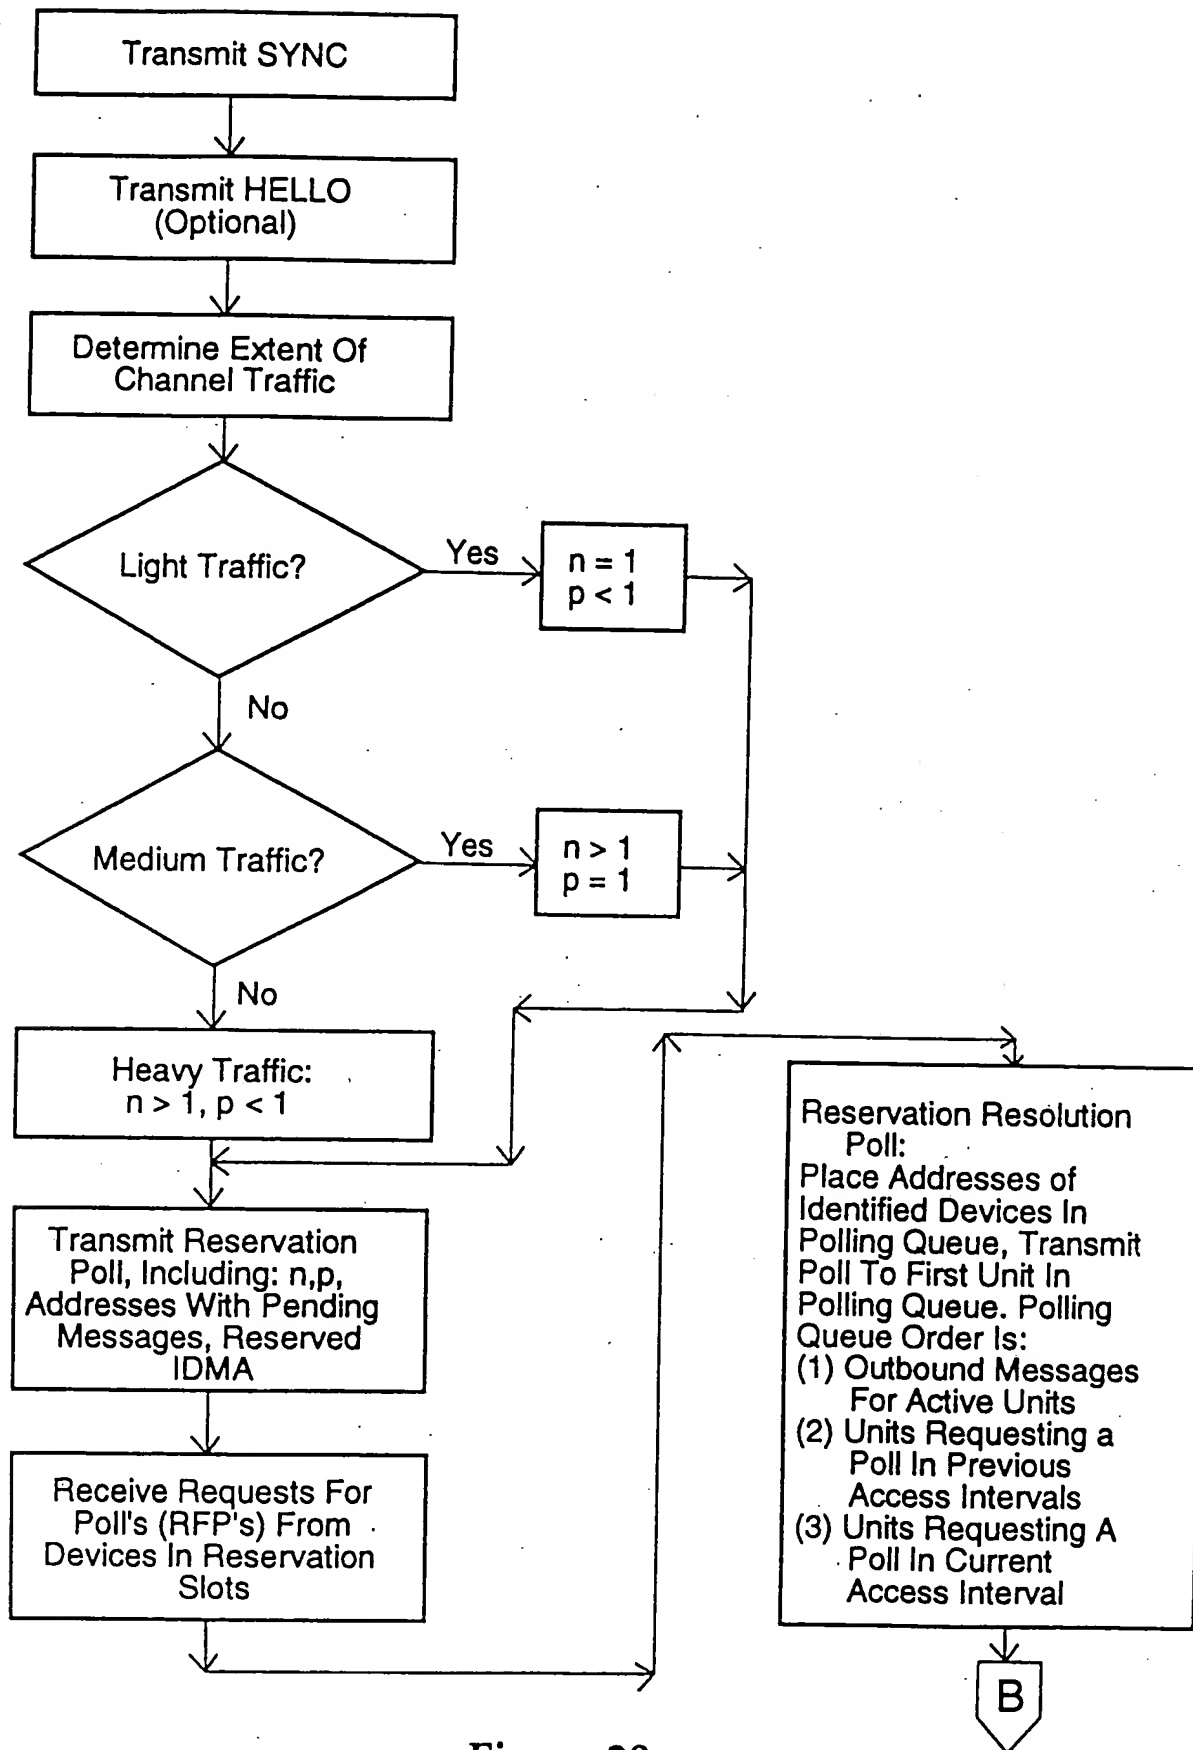 Transmit SYNC
Transmit HELLO
(Optional)
Determine Extent Of
Channel Traffic
Light Traffic?
Yes
n = 1
p < 1
No
Medium Traffic?
Yes
n > 1
p = 1
No
Heavy Traffic:
n > 1, p < 1
Transmit Reservation
Poll, Including: n,p,
Addresses With Pending
Messages, Reserved
IDMA
Receive Requests For
Poll's (RFP's) From
Devices In Reservation
Slots
Reservation Resolution
Poll:
Place Addresses of
Identified Devices In
Polling Queue, Transmit
Poll To First Unit In
Polling Queue. Polling
Queue Order Is:
(1) Outbound Messages
For Active Units
(2) Units Requesting a
Poll In Previous
Access Intervals
(3) Units Requesting A
Poll In Current
Access Interval
B